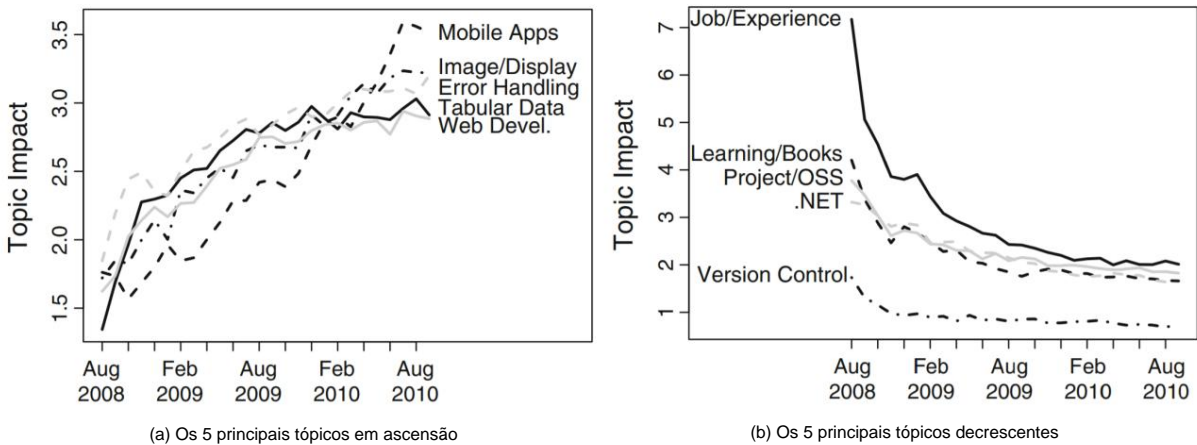 Topic Impact
3.5
3.0
2.5
2.0
1.5
Mobile Apps
Image/Display
Error Handling
Tabular Data
Web Devel.
Aug
2008
Feb
2009
Aug
2009
Feb
2010
Aug
2010
(a) Os 5 principais tópicos em ascensão
Topic Impact
7
6
5
4
3
2
1
Job/Experience
Learning/Books
Project/OSS
.NET
Version Control
Aug
2008
Feb
2009
Aug
2009
Feb
2010
Aug
2010
(b) Os 5 principais tópicos decrescentes